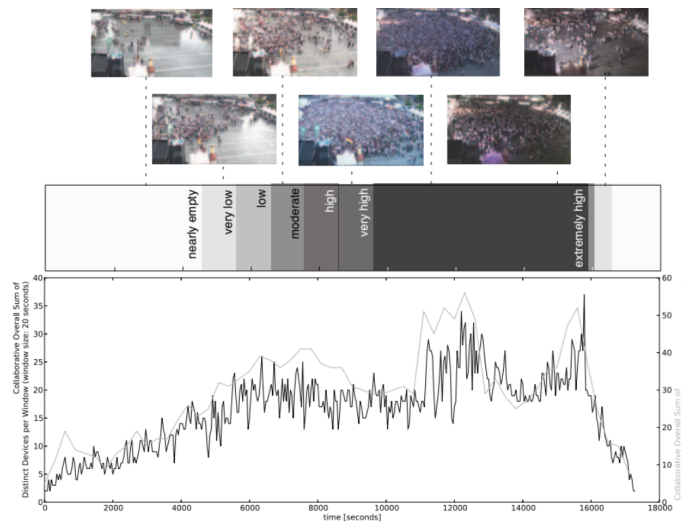 nearly empty
very low
low
moderate
high
very high
extremely high
Collaborative Overall Sum of
Distinct Devices per Window (window size: 20 seconds)
40
35
30
25
20
15
10
5
0
60
50
40
30
20
10
0
Collaborative Overall Sum of
0
2000
4000
6000
8000
10000
12000
14000
16000
18000
time [seconds]